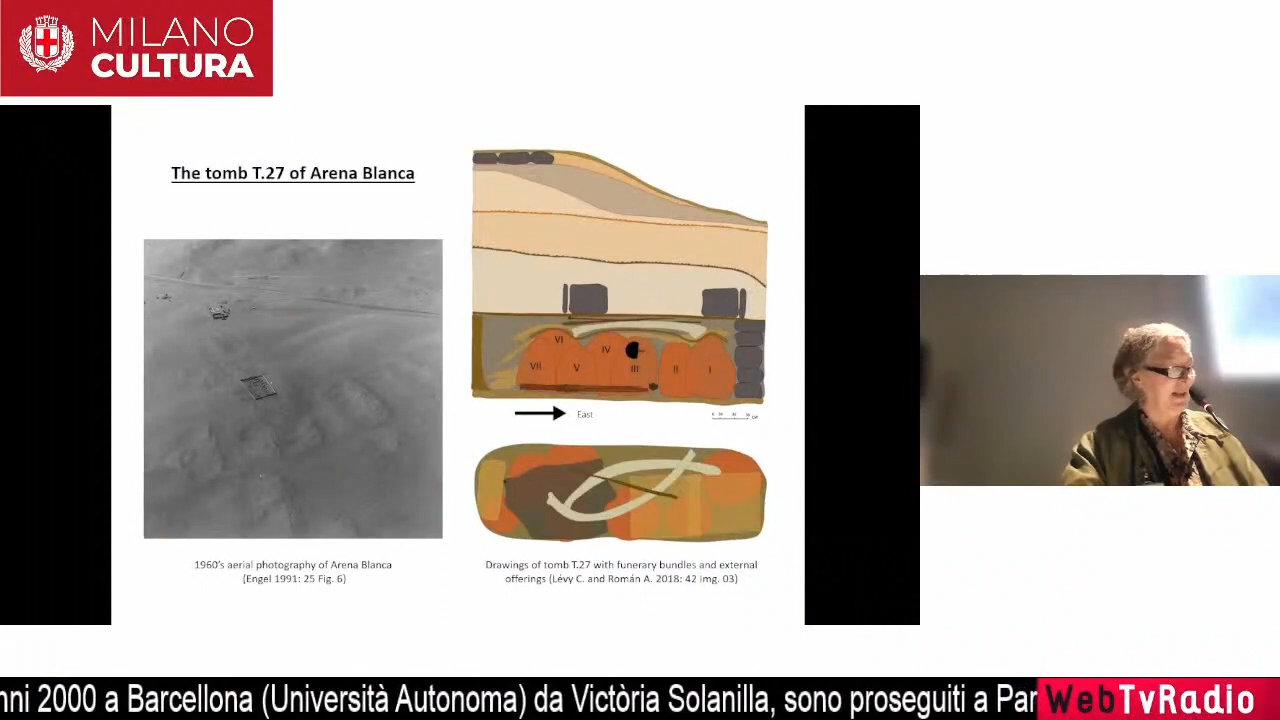 MILANO
CULTURA
The tomb T.27 of Arena Blanca
VI
IV
VII
V
III
II
I
East
1960's aerial photography of Arena Blanca
(Engel 1991: 25 Fig. 6)
Drawings of tomb T.27 with funerary bundles and external
offerings (Lévy C. and Román A. 2018: 42 img. 03)
nni 2000 a Barcellona (Università Autonoma) da Victòria Solanilla, sono proseguiti a Par
WebTvRadio